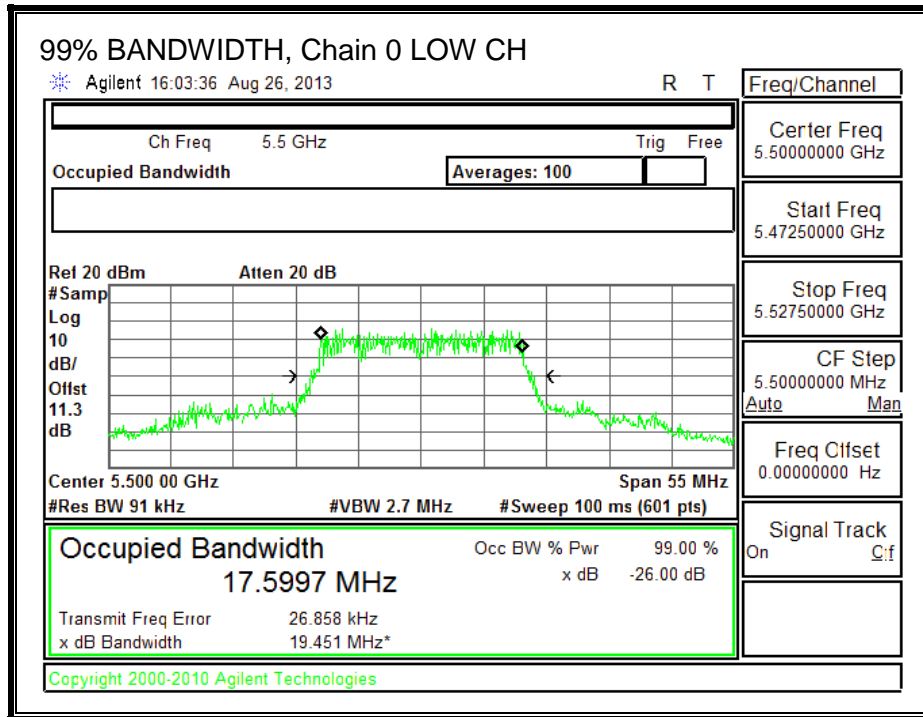 99% BANDWIDTH, Chain 0 LOW CH
Agilent 16:03:36 Aug 26, 2013 R T
Freq/Channel
Ch Freq 5.5 GHz Trig Free
Occupied Bandwidth Averages: 100
Center Freq
5.50000000 GHz
Start Freq
5.47250000 GHz
Stop Freq
5.52750000 GHz
CF Step
5.50000000 MHz
Auto Man
Freq Offset
0.00000000 Hz
Signal Track
On Off
Ref 20 dBm Atten 20 dB
#Samp
Log
10
dB/
Offst
11.3
dB
Center 5.500 00 GHz Span 55 MHz
#Res BW 91 kHz #VBW 2.7 MHz #Sweep 100 ms (601 pts)
Occupied Bandwidth
17.5997 MHz
Occ BW % Pwr 99.00 %
x dB -26.00 dB
Transmit Freq Error 26.858 kHz
x dB Bandwidth 19.451 MHz*
Copyright 2000-2010 Agilent Technologies